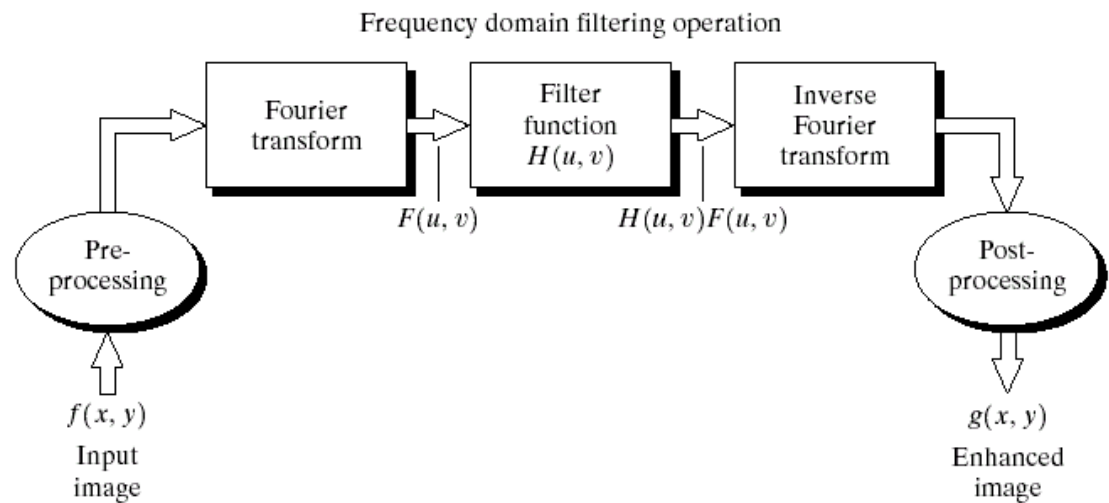 Frequency domain filtering operation
Fourier
transform
Filter
function
H(u, v)
Inverse
Fourier
transform
F(u, v)
H(u, v)F(u, v)
Pre-
processing
Post-
processing
f(x, y)
Input
image
g(x, y)
Enhanced
image